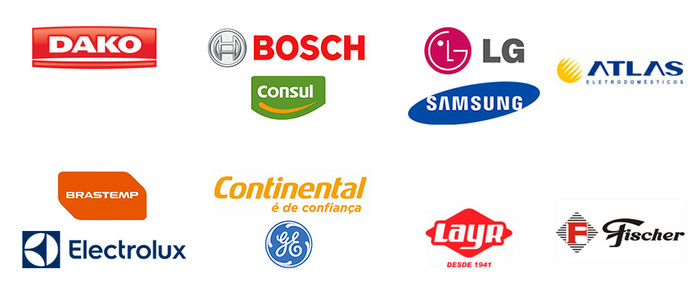 DAKO
BOSCH
LG
ATLAS
ELETRODOMÉSTICOS
Consul
SAMSUNG
BRASTEMP
Continental
é de confiança
Electrolux
GE
Layr
DESDE 1941
F Fischer